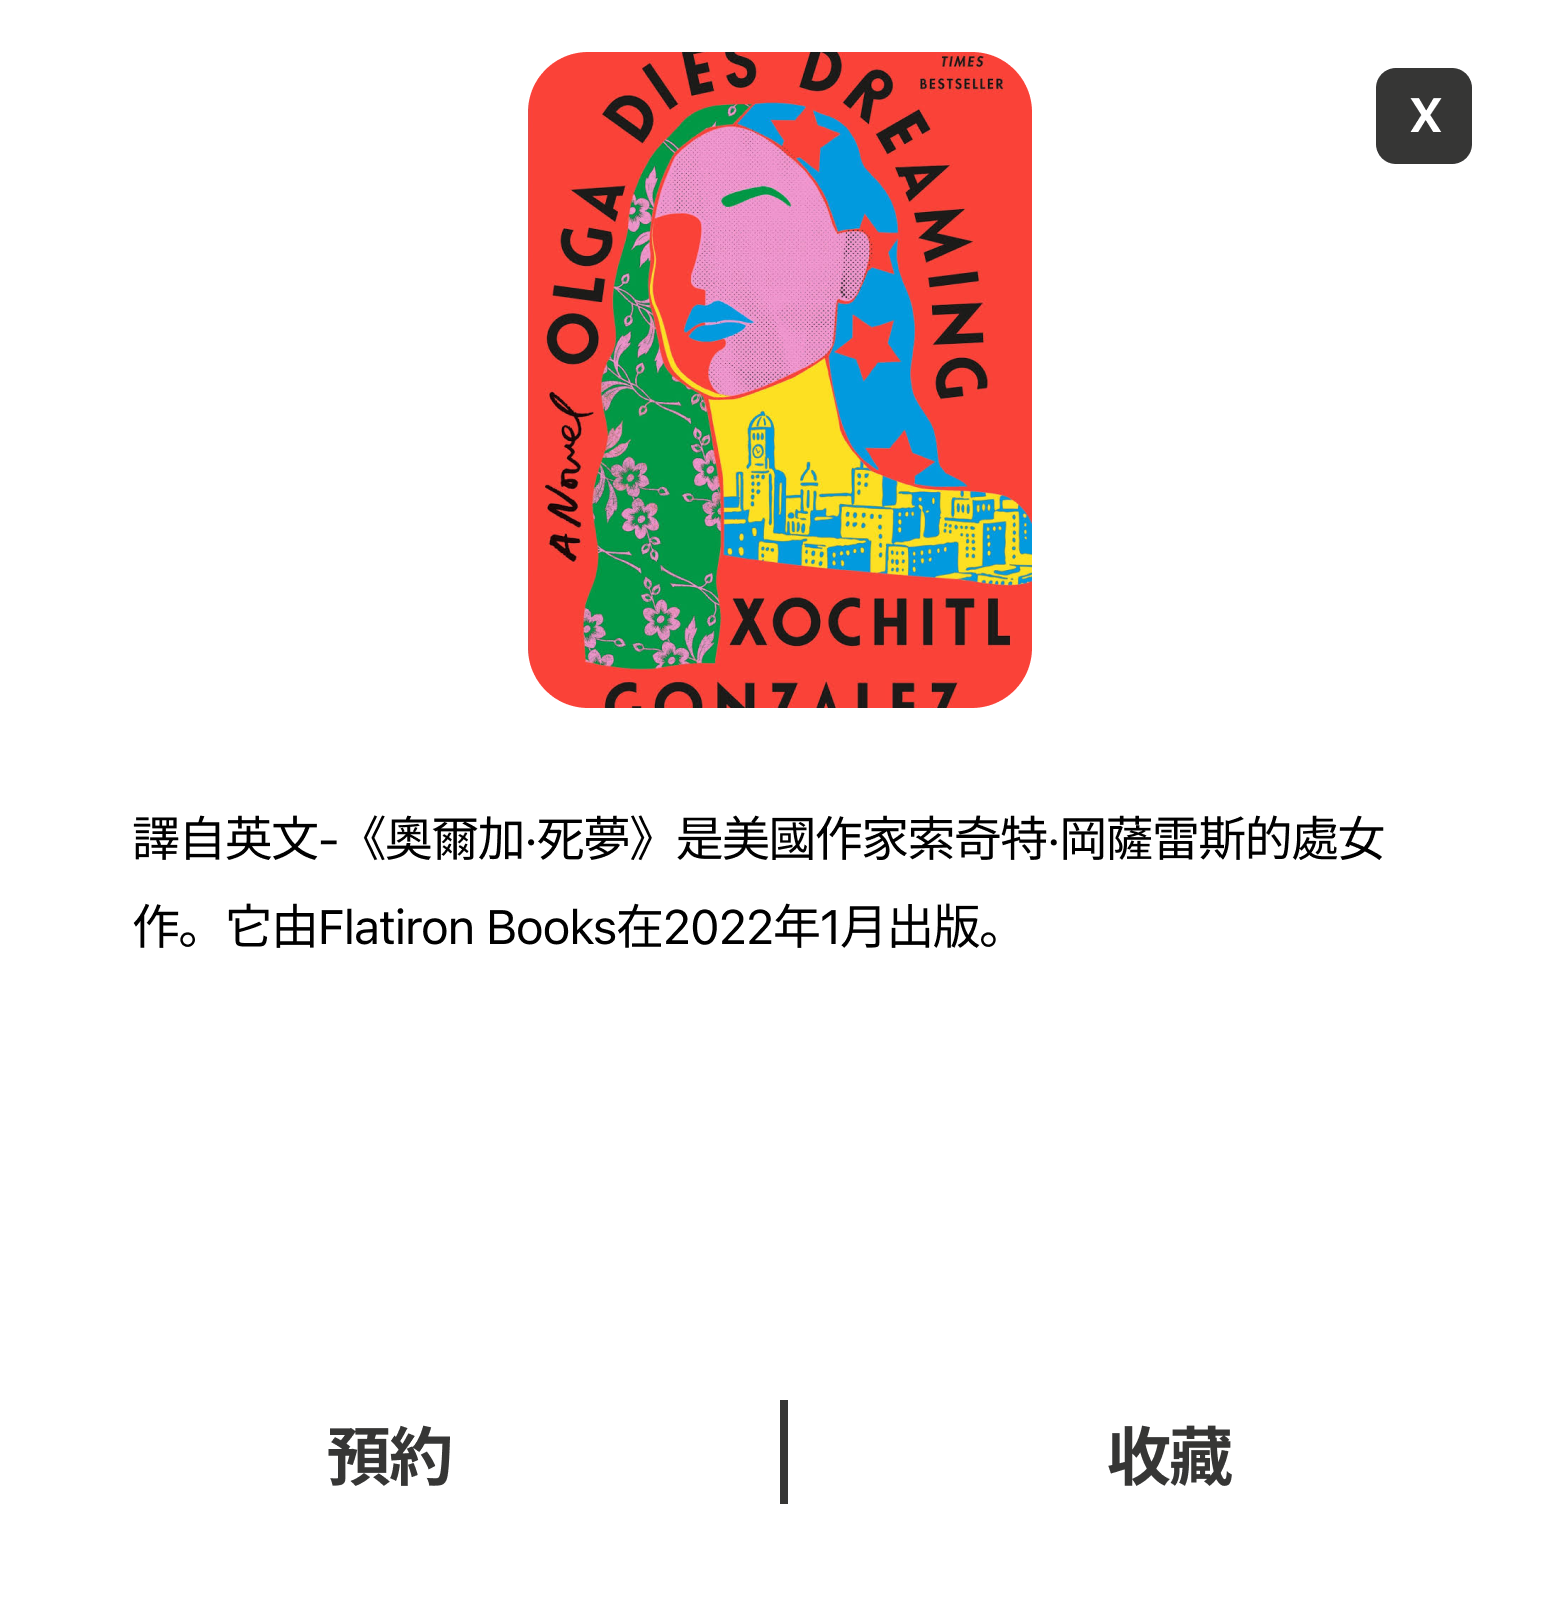 TIMES
BESTSELLER
X
OLGA DIES DREAMING
A Novel
XOCHITL
GONZALEZ
譯自英文-《奧爾加·死夢》是美國作家索奇特·岡薩雷斯的處女
作。它由Flatiron Books在2022年1月出版。
預約
收藏